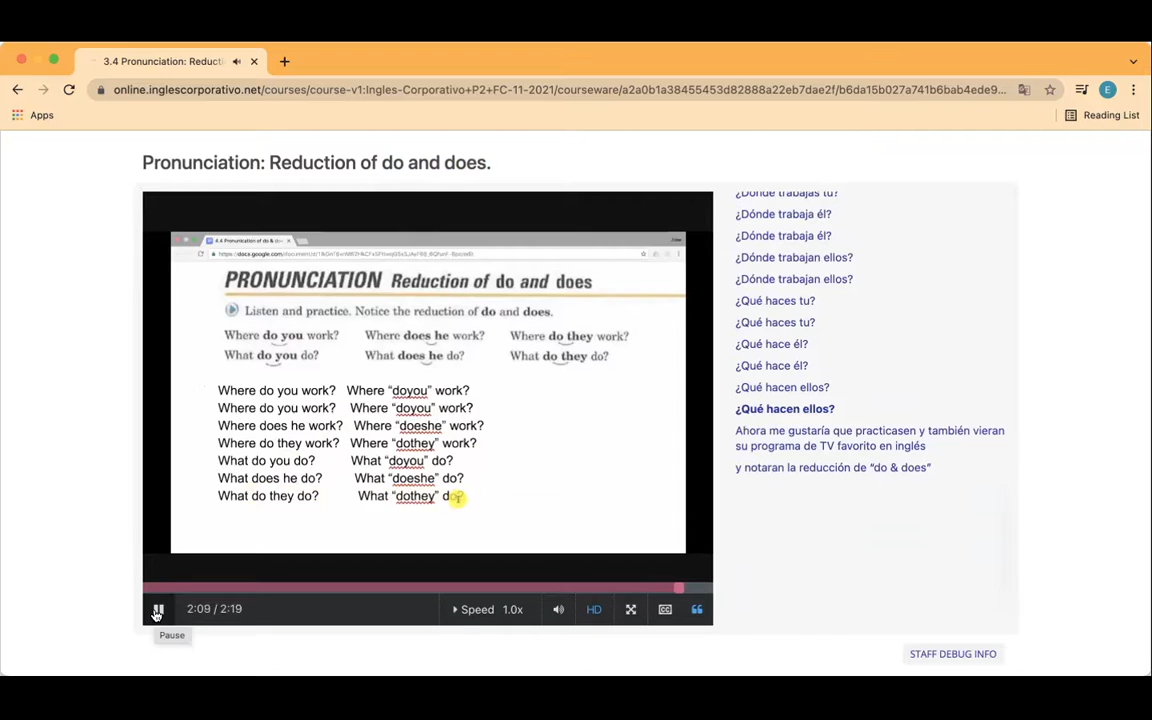 3.4 Pronunciation: Reducti
online.inglescorporativo.net/courses/course-v1:Ingles-Corporativo+P2+FC-11-2021/courseware/a2a0b1a38455453d82888a22eb7dae2f/b6da15b027a741b6bab4ede9...
E
Apps
Reading List
Pronunciation: Reduction of do and does.
PRONUNCIATION Reduction of do and does
Listen and practice. Notice the reduction of do and does.
Where do you work? Where does he work? Where do they work?
What do you do? What does he do? What do they do?
Where do you work? Where “doyou” work?
Where do you work? Where “doyou” work?
Where does he work? Where “doeshe” work?
Where do they work? Where “dothey” work?
What do you do? What “doyou” do?
What does he do? What “doeshe” do?
What do they do? What “dothey” do?
2:09 / 2:19
Speed 1.0x
HD
CC
Pause
¿Dónde trabajas tú?
¿Dónde trabaja él?
¿Dónde trabaja él?
¿Dónde trabajan ellos?
¿Dónde trabajan ellos?
¿Qué haces tu?
¿Qué haces tu?
¿Qué hace él?
¿Qué hace él?
¿Qué hacen ellos?
¿Qué hacen ellos?
Ahora me gustaría que practicasen y también vieran
su programa de TV favorito en inglés
y notaran la reducción de “do & does”
STAFF DEBUG INFO